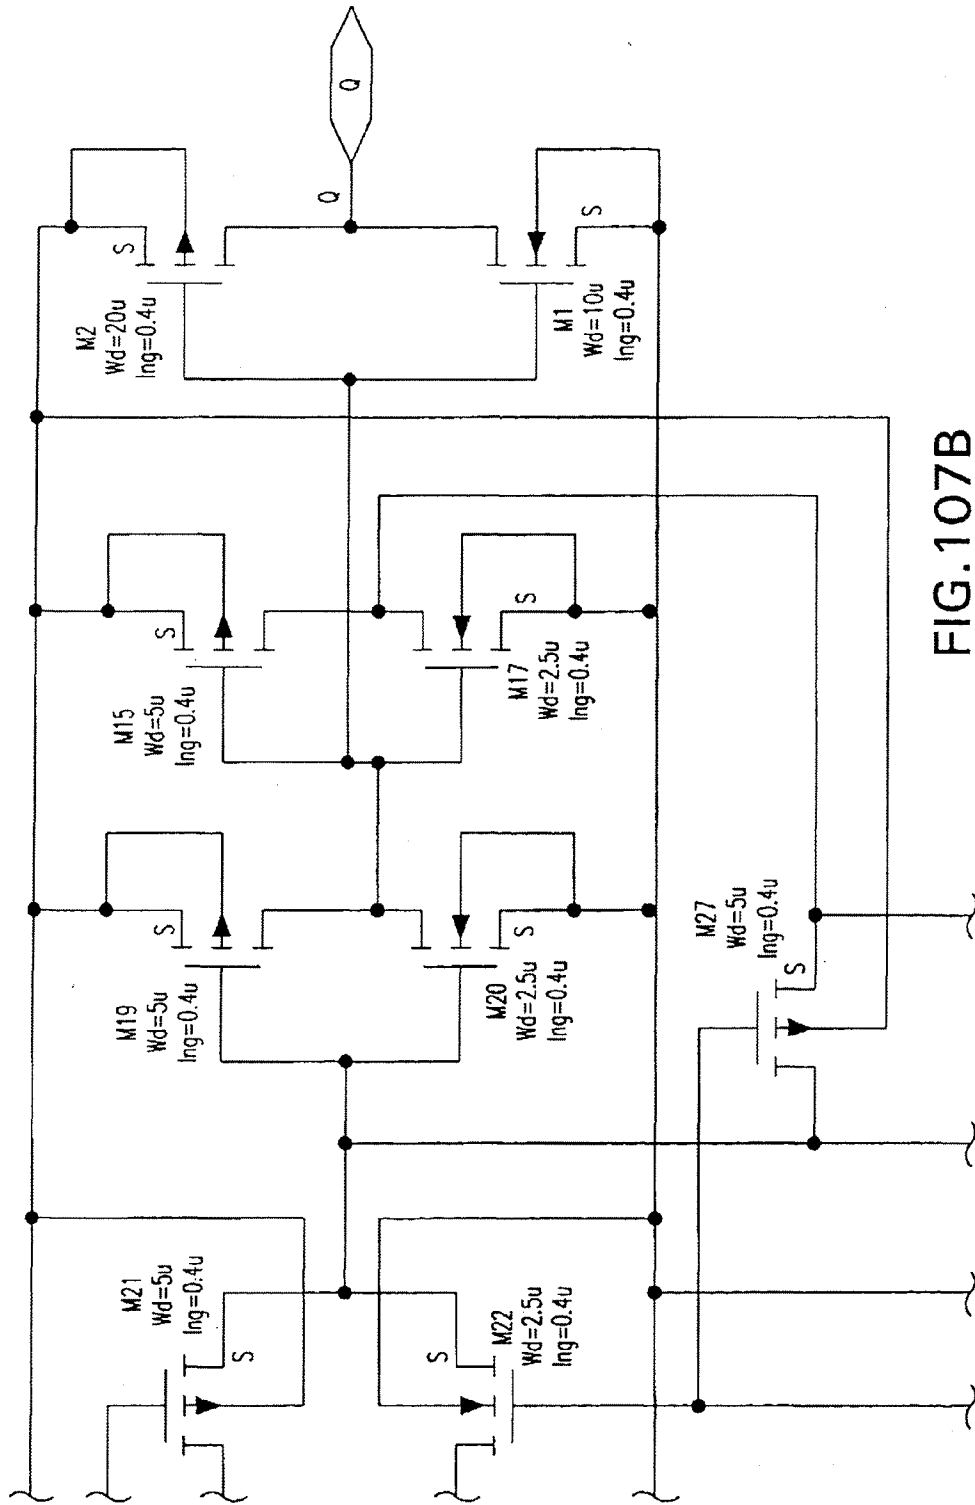 M2
Wd=20u
lng=0.4u
S
Q
Q
M1
Wd=10u
lng=0.4u
S
M15
Wd=5u
lng=0.4u
S
M17
Wd=2.5u
lng=0.4u
S
M19
Wd=5u
lng=0.4u
S
M20
Wd=2.5u
lng=0.4u
S
M21
Wd=5u
lng=0.4u
S
M22
Wd=2.5u
lng=0.4u
S
M27
Wd=5u
lng=0.4u
S
FIG.107B